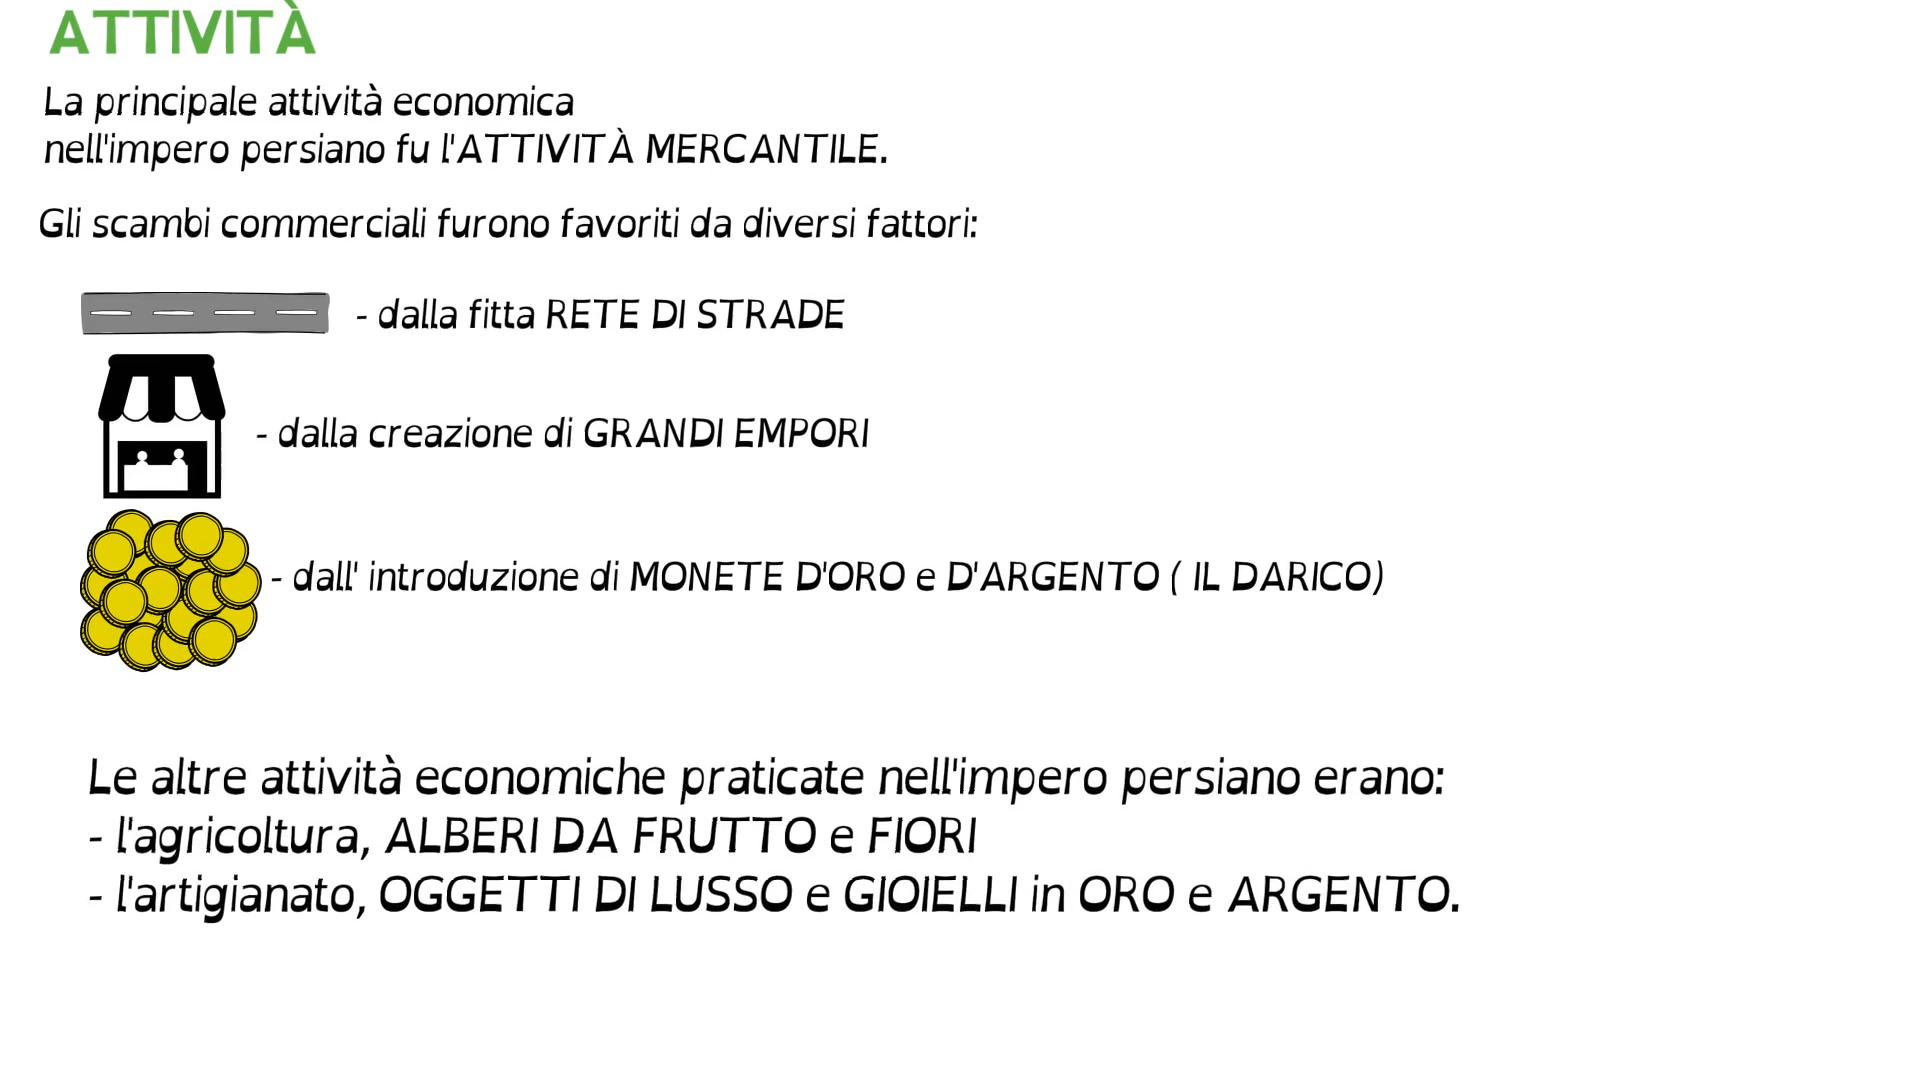 ATTIVITÀ
La principale attività economica
nell'impero persiano fu l'ATTIVITÀ MERCANTILE.
Gli scambi commerciali furono favoriti da diversi fattori:
- dalla fitta RETE DI STRADE
- dalla creazione di GRANDI EMPORI
- dall' introduzione di MONETE D'ORO e D'ARGENTO ( IL DARICO)
Le altre attività economiche praticate nell'impero persiano erano:
- l'agricoltura, ALBERI DA FRUTTO e FIORI
- l'artigianato, OGGETTI DI LUSSO e GIOIELLI in ORO e ARGENTO.